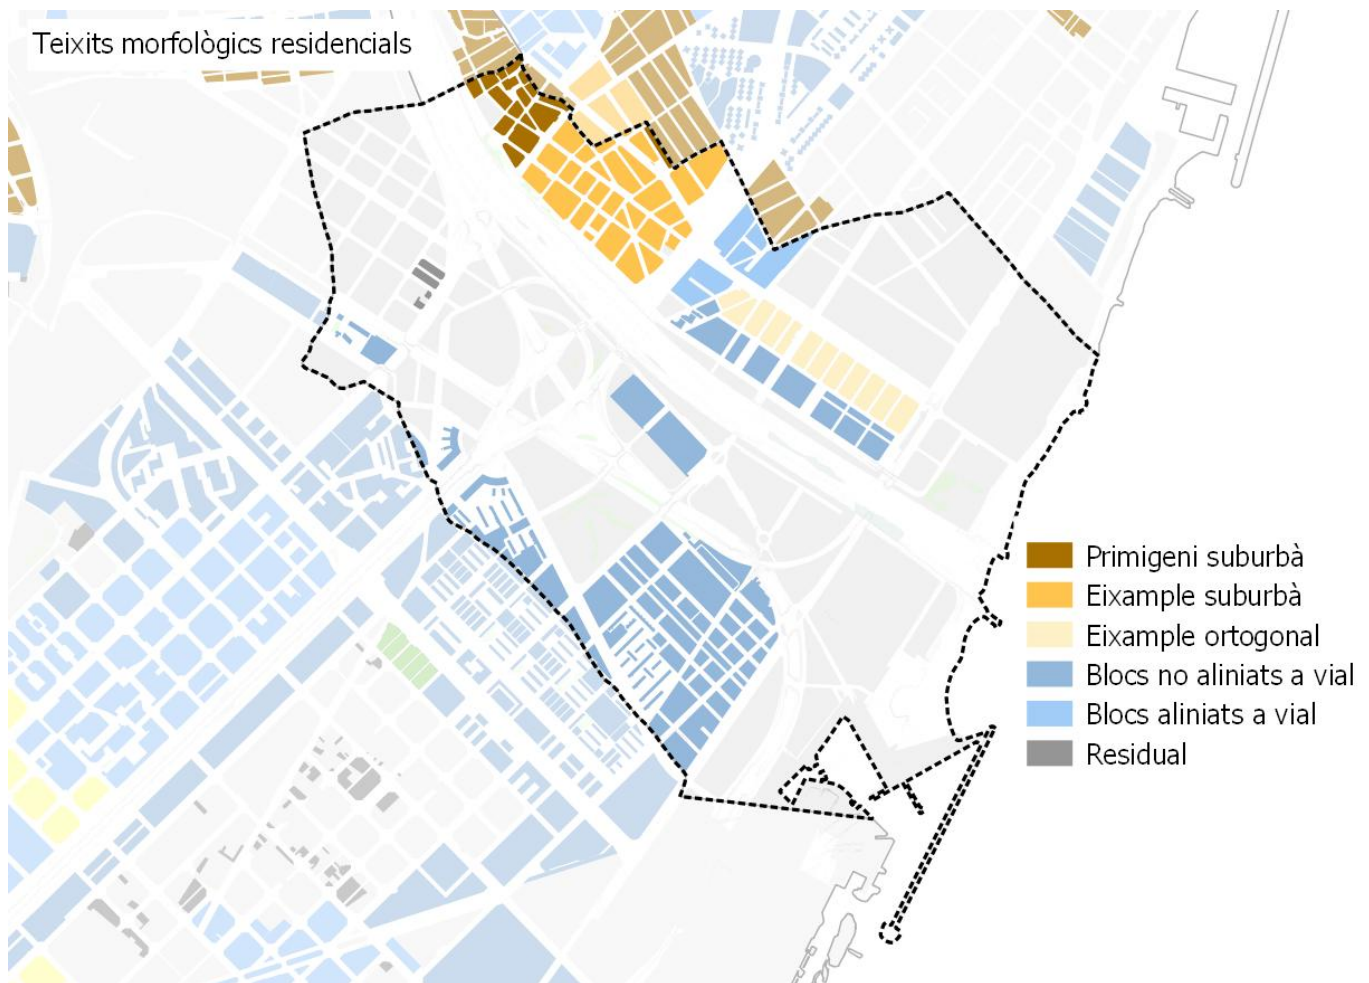 Teixits morfològics residencials
Primigeni suburbà
Eixample suburbà
Eixample ortogonal
Blocs no aliniats a vial
Blocs aliniats a vial
Residual